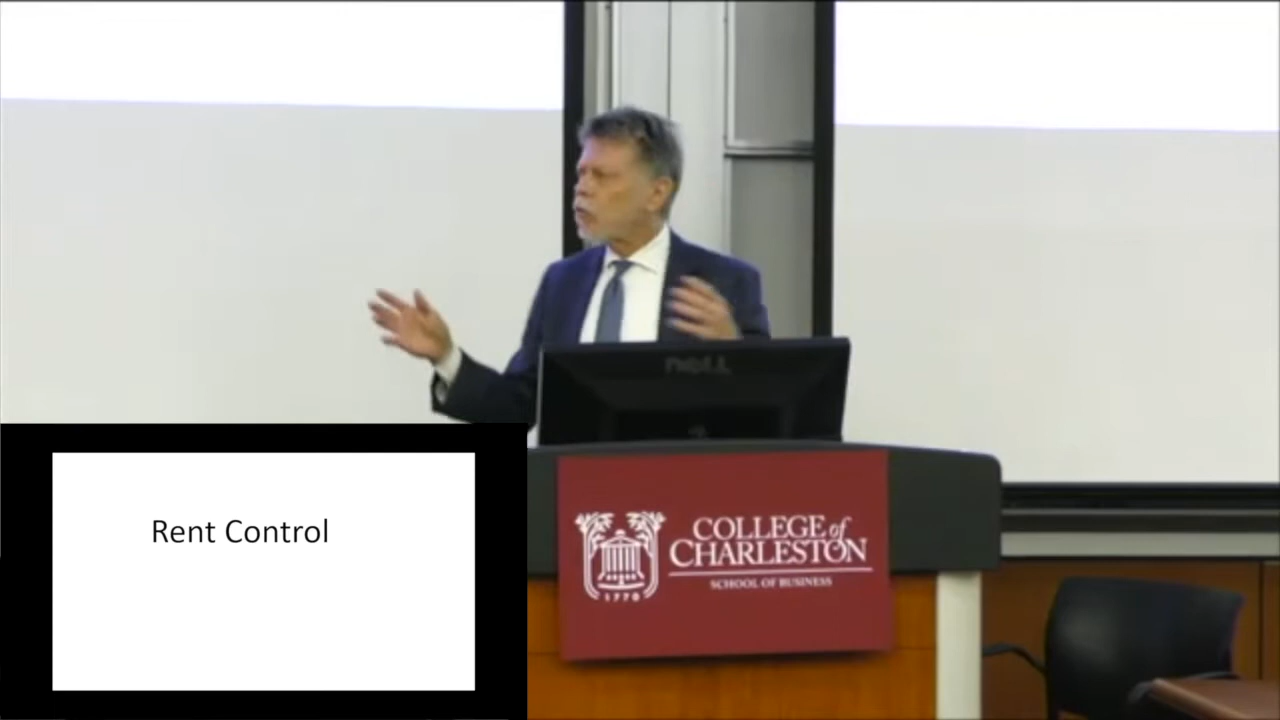 DELL
Rent Control
COLLEGE of
CHARLESTON
SCHOOL OF BUSINESS
1770